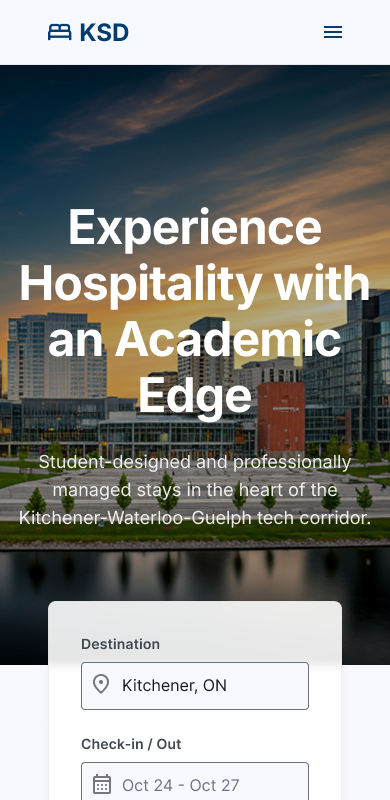 KSD
Experience
Hospitality with
an Academic
Edge
Student-designed and professionally
managed stays in the heart of the
Kitchener-Waterloo-Guelph tech corridor.
Destination
Kitchener, ON
Check-in / Out
Oct 24 - Oct 27